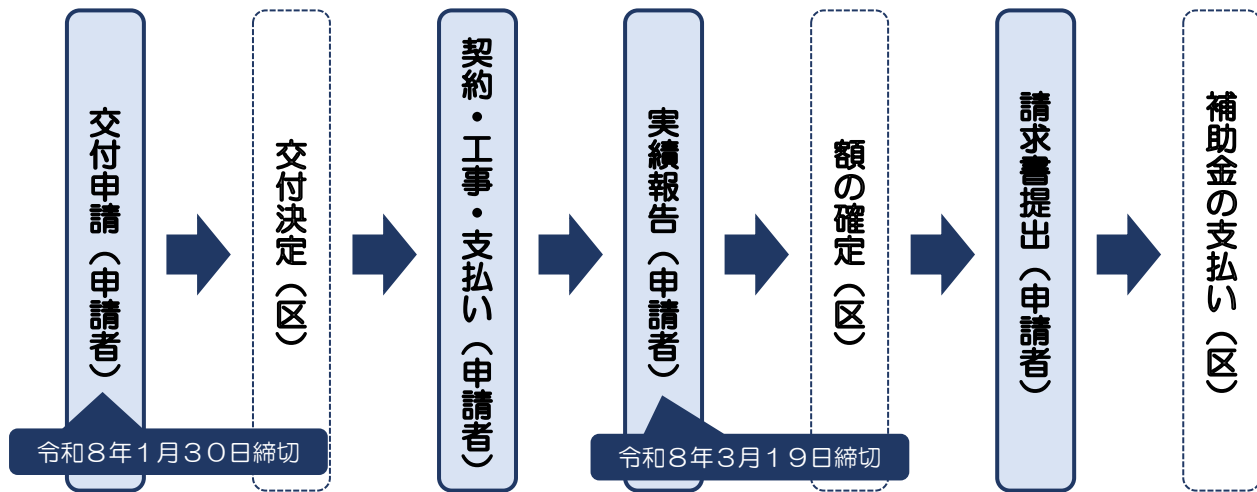 交付申請（申請者）
令和８年１月３０日締切
交付決定（区）
契約・工事・支払い（申請者）
実績報告（申請者）
令和８年３月１９日締切
額の確定（区）
請求書提出（申請者）
補助金の支払い（区）